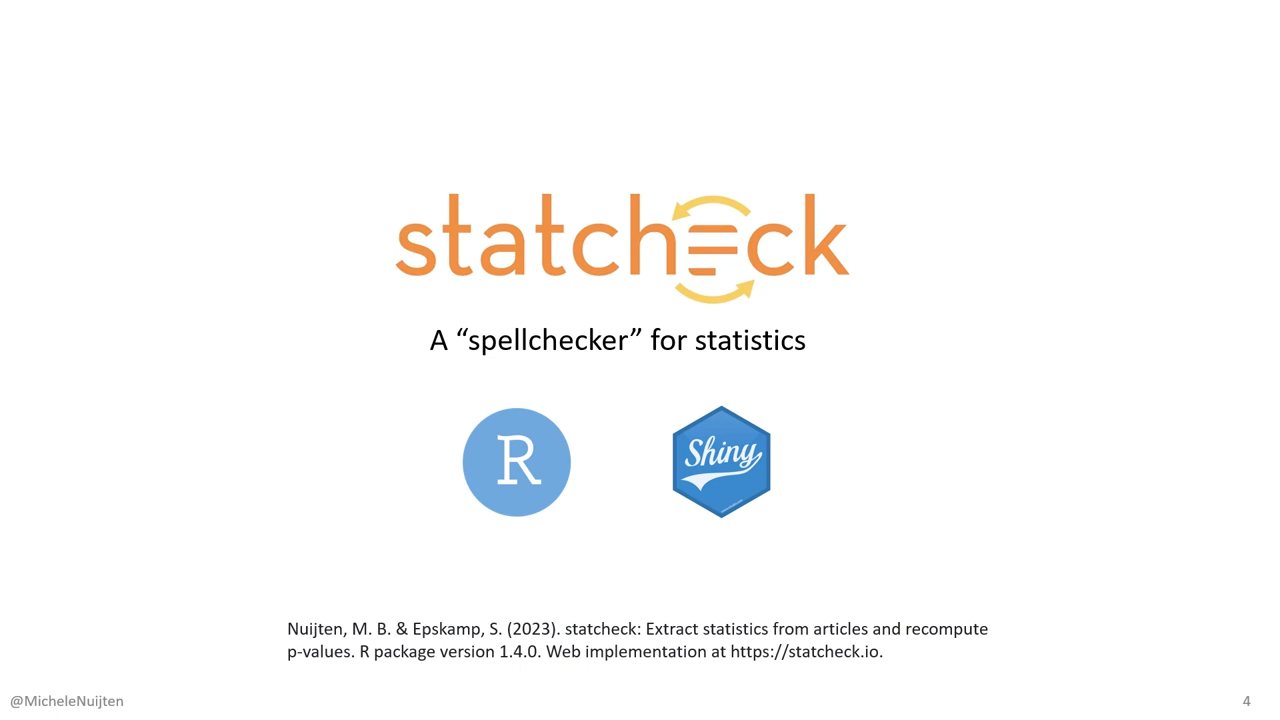 statcheck
A “spellchecker” for statistics
R
Shiny
Nuijten, M. B. & Epskamp, S. (2023). statcheck: Extract statistics from articles and recompute
p-values. R package version 1.4.0. Web implementation at https://statcheck.io.
@MicheleNuijten
4